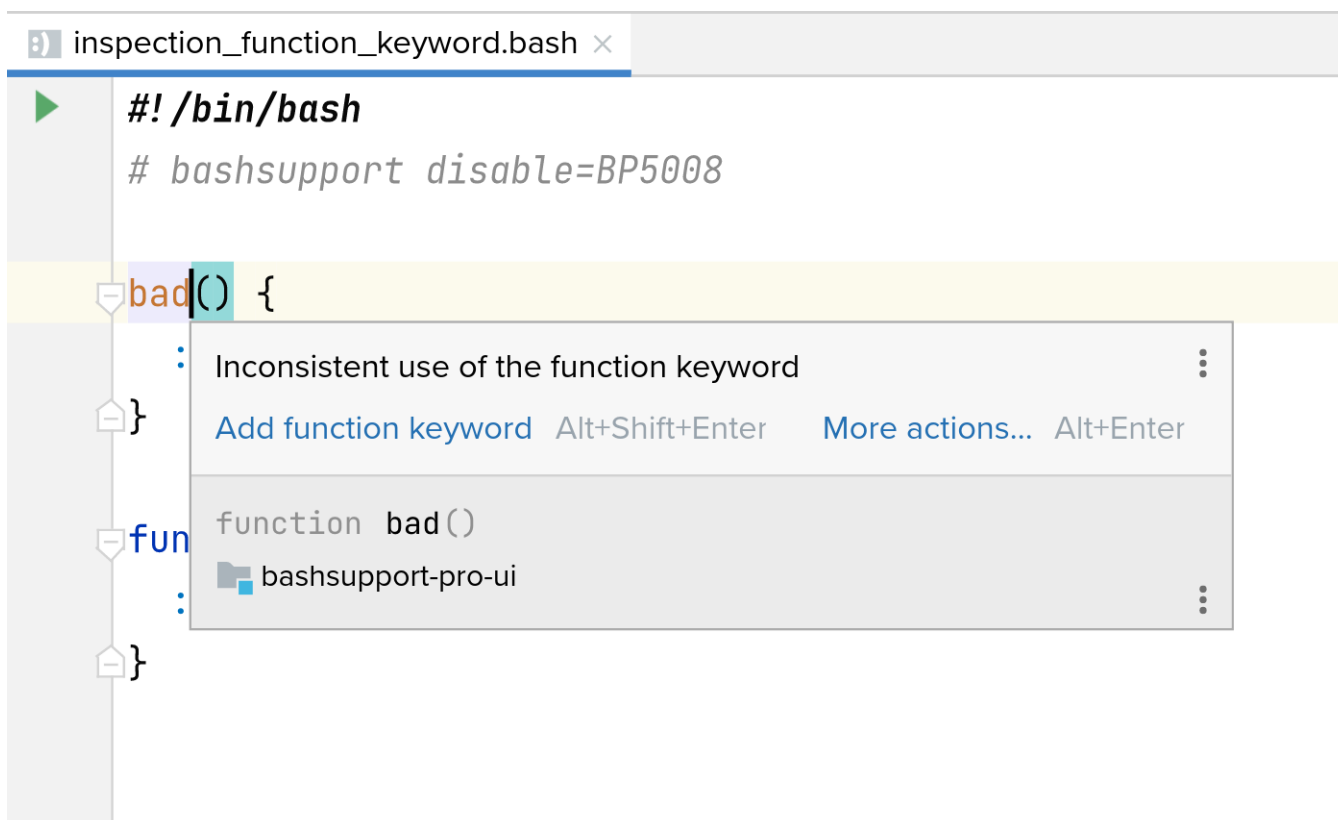 inspection_function_keyword.bash
#!/bin/bash
# bashsupport disable=BP5008
bad() {
:
Inconsistent use of the function keyword
Add function keyword Alt+Shift+Enter More actions... Alt+Enter
}
function bad()
fun
bashsupport-pro-ui
:
}